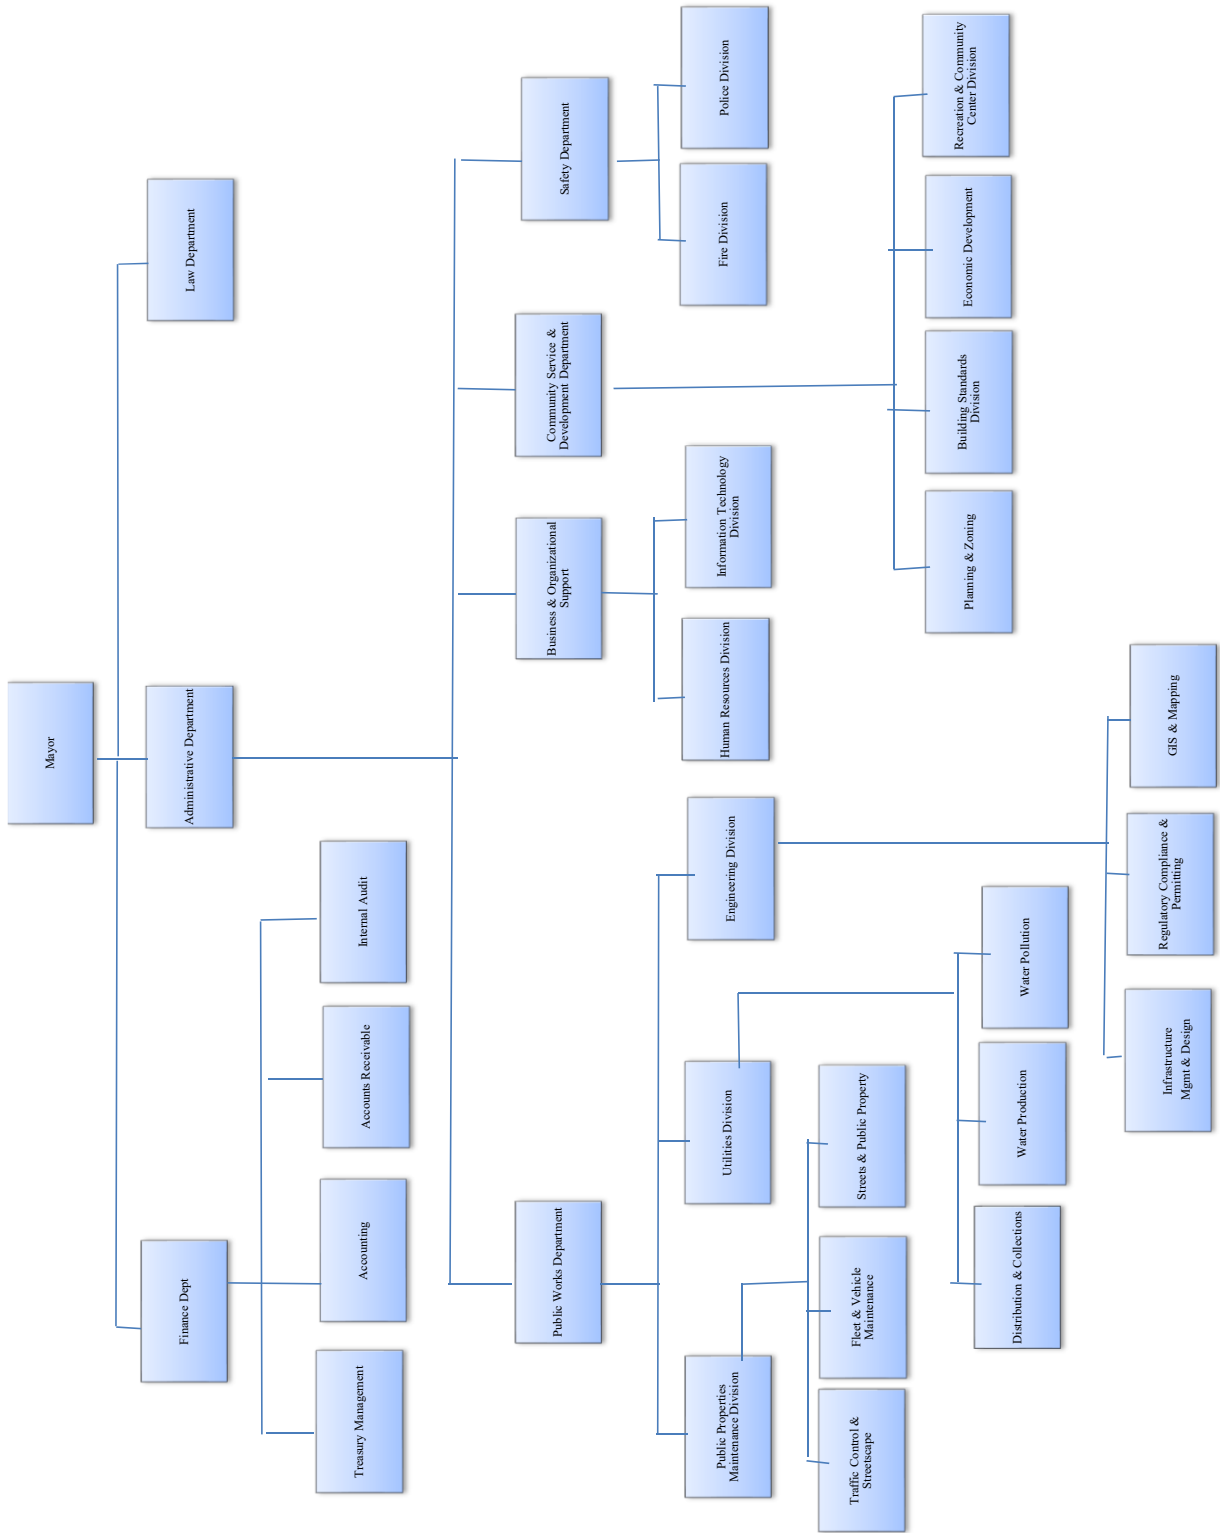 Mayor
Finance Dept
Administrative Department
Law Department
Treasury Management
Accounting
Accounts Receivable
Internal Audit
Public Works Department
Business & Organizational
Support
Community Service &
Development Department
Safety Department
Public Properties
Maintenance Division
Utilities Division
Engineering Division
Human Resources Division
Information Technology
Division
Fire Division
Police Division
Traffic Control &
Streetscape
Fleet & Vehicle
Maintenance
Streets & Public Property
Planning & Zoning
Building Standards
Division
Economic Development
Recreation & Community
Center Division
Distribution & Collections
Water Production
Water Pollution
Infrastructure
Mgmt & Design
Regulatory Compliance &
Permitting
GIS & Mapping